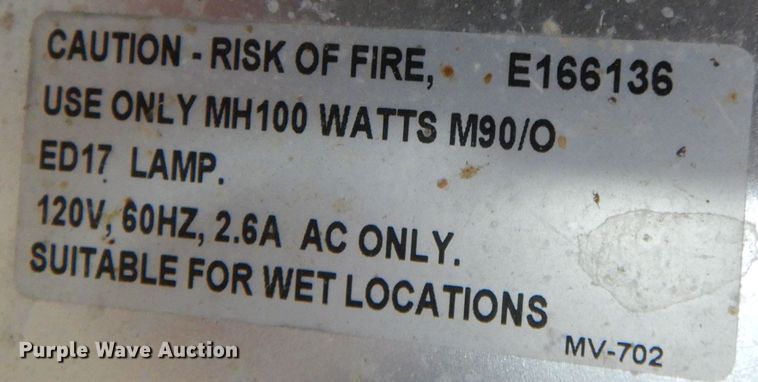 CAUTION - RISK OF FIRE, E166136
USE ONLY MH100 WATTS M90/O
ED17 LAMP.
120V, 60HZ, 2.6A AC ONLY.
SUITABLE FOR WET LOCATIONS
MV-702
Purple Wave Auction